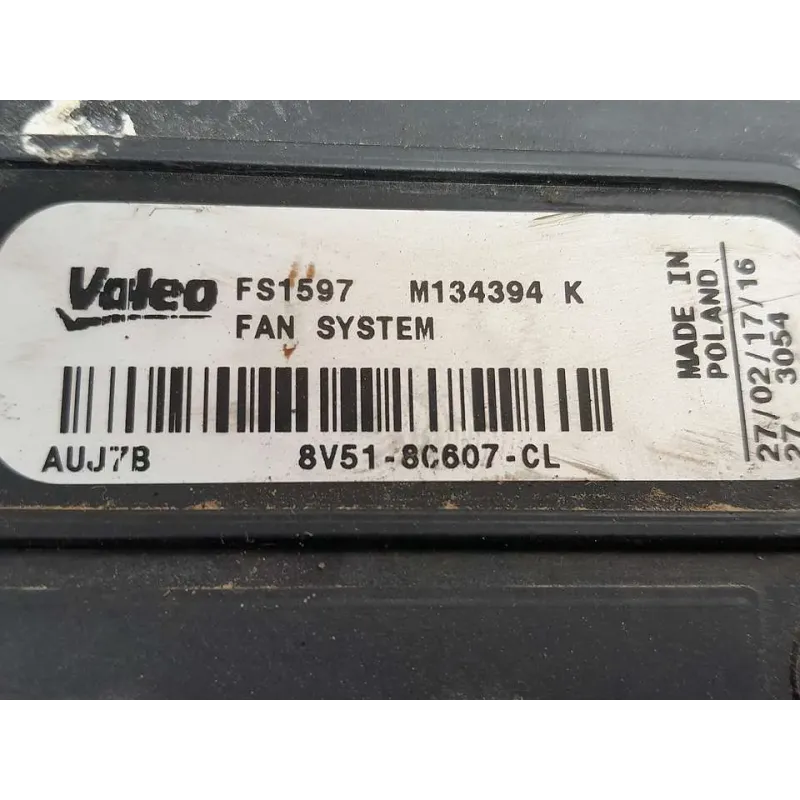 Valeo FS1597 M134394 K
FAN SYSTEM
AUJ7B 8V51-8C607-CL
MADE IN
POLAND
27/02/17/16
27 3054